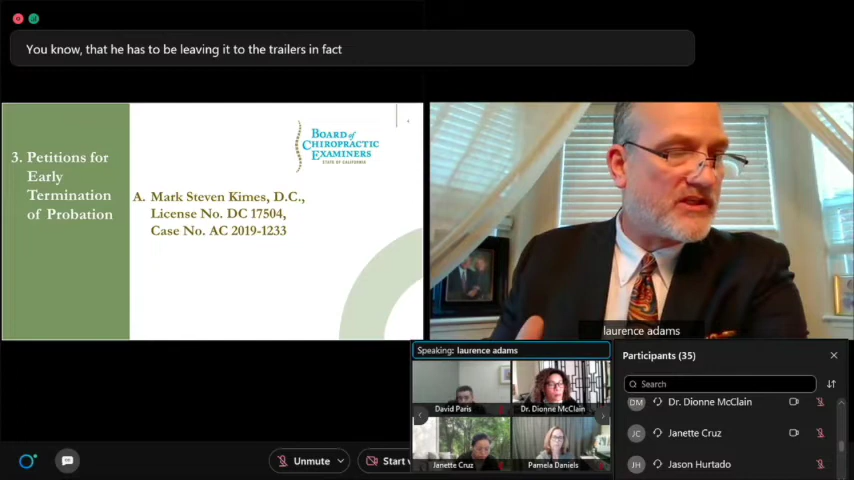 You know, that he has to be leaving it to the trailers in fact
3. Petitions for
Early
Termination
of Probation
BOARD of
CHIROPRACTIC
EXAMINERS
STATE OF CALIFORNIA
A. Mark Steven Kimes, D.C.,
License No. DC 17504,
Case No. AC 2019-1233
laurence adams
Speaking: laurence adams
David Paris
Dr. Dionne McClain
Janette Cruz
Pamela Daniels
Participants (35)
Search
DM Dr. Dionne McClain
JC Janette Cruz
JH Jason Hurtado
Unmute
Start v